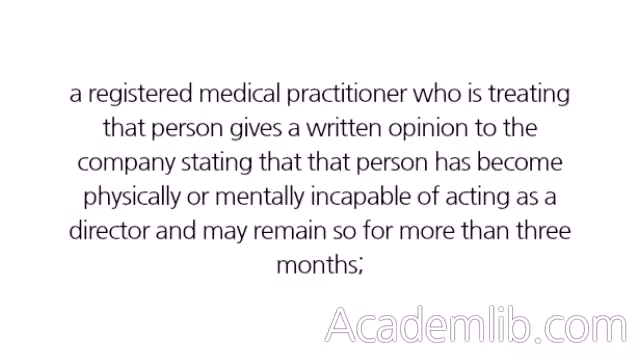 a registered medical practitioner who is treating
that person gives a written opinion to the
company stating that that person has become
physically or mentally incapable of acting as a
director and may remain so for more than three
months;
Academlib.com